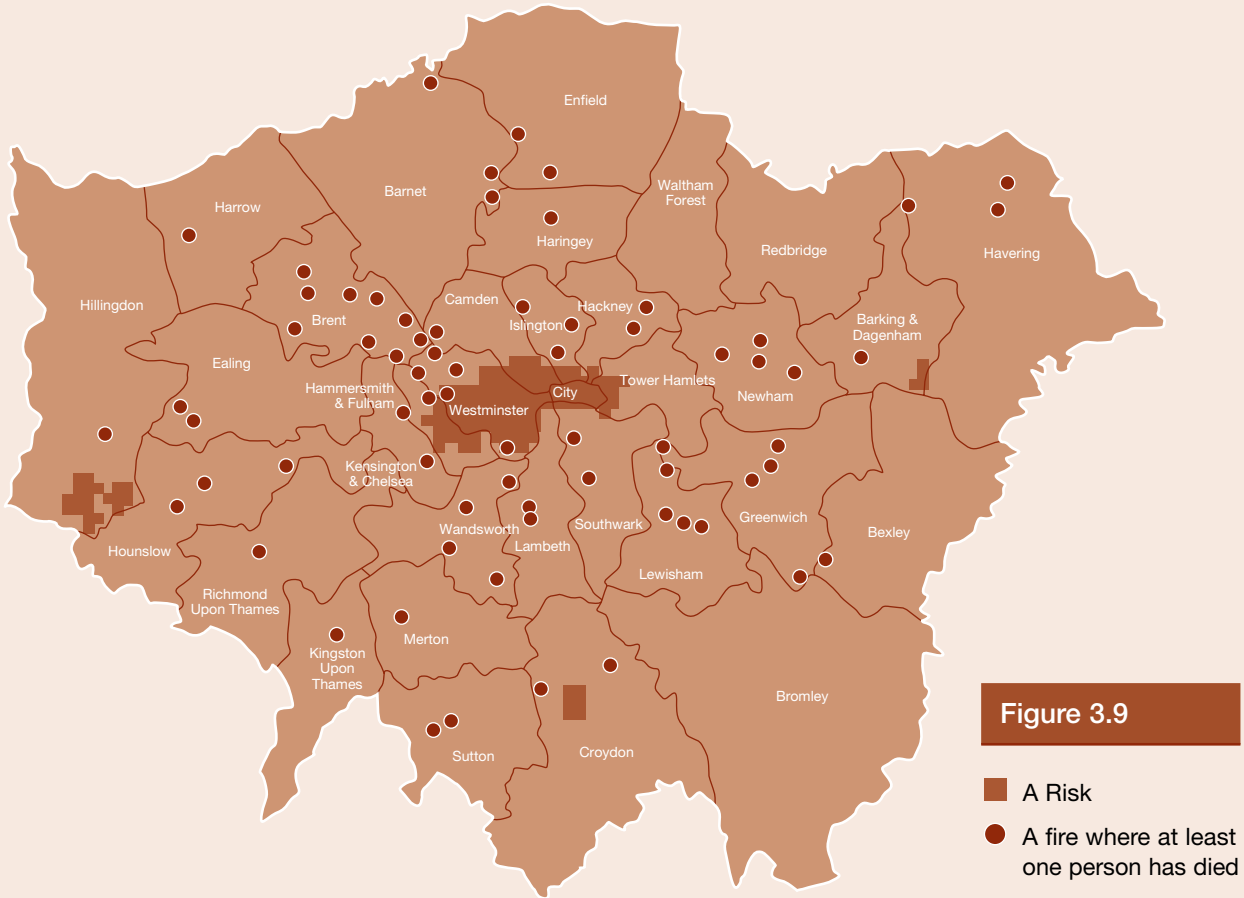 Enfield
Barnet
Waltham
Forest
Harrow
Haringey
Redbridge
Havering
Hillingdon
Camden
Hackney
Brent
Islington
Barking &
Dagenham
Ealing
Tower Hamlets
Hammersmith
& Fulham
City
Newham
Westminster
Kensington
& Chelsea
Greenwich
Southwark
Wandsworth
Bexley
Lambeth
Hounslow
Lewisham
Richmond
Upon Thames
Merton
Kingston
Upon
Thames
Bromley
Sutton
Croydon
Figure 3.9
A Risk
A fire where at least
one person has died